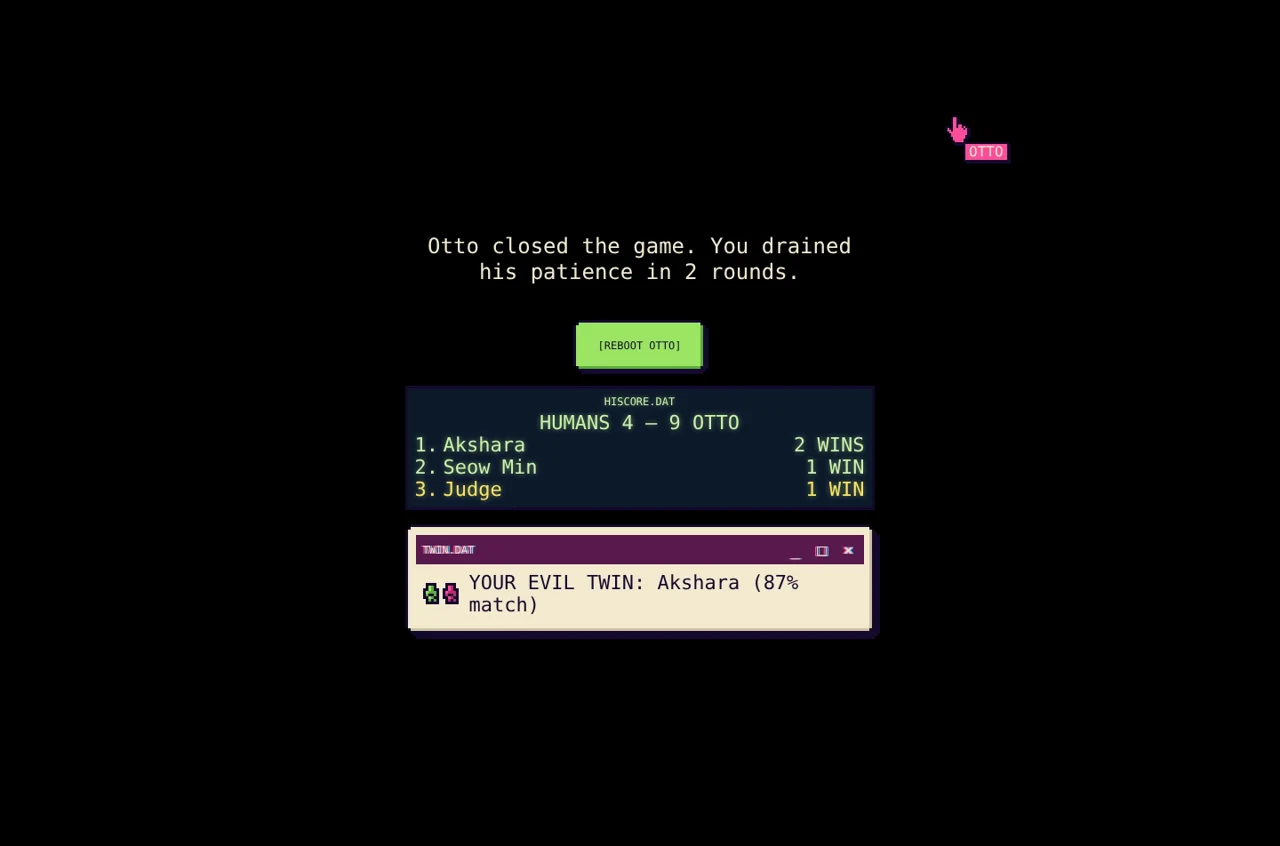 OTTO
Otto closed the game. You drained
his patience in 2 rounds.
[REBOOT OTTO]
HISCORE.DAT
HUMANS 4 — 9 OTTO
1. Akshara 2 WINS
2. Seow Min 1 WIN
3. Judge 1 WIN
TWIN.DAT
YOUR EVIL TWIN: Akshara (87%
match)